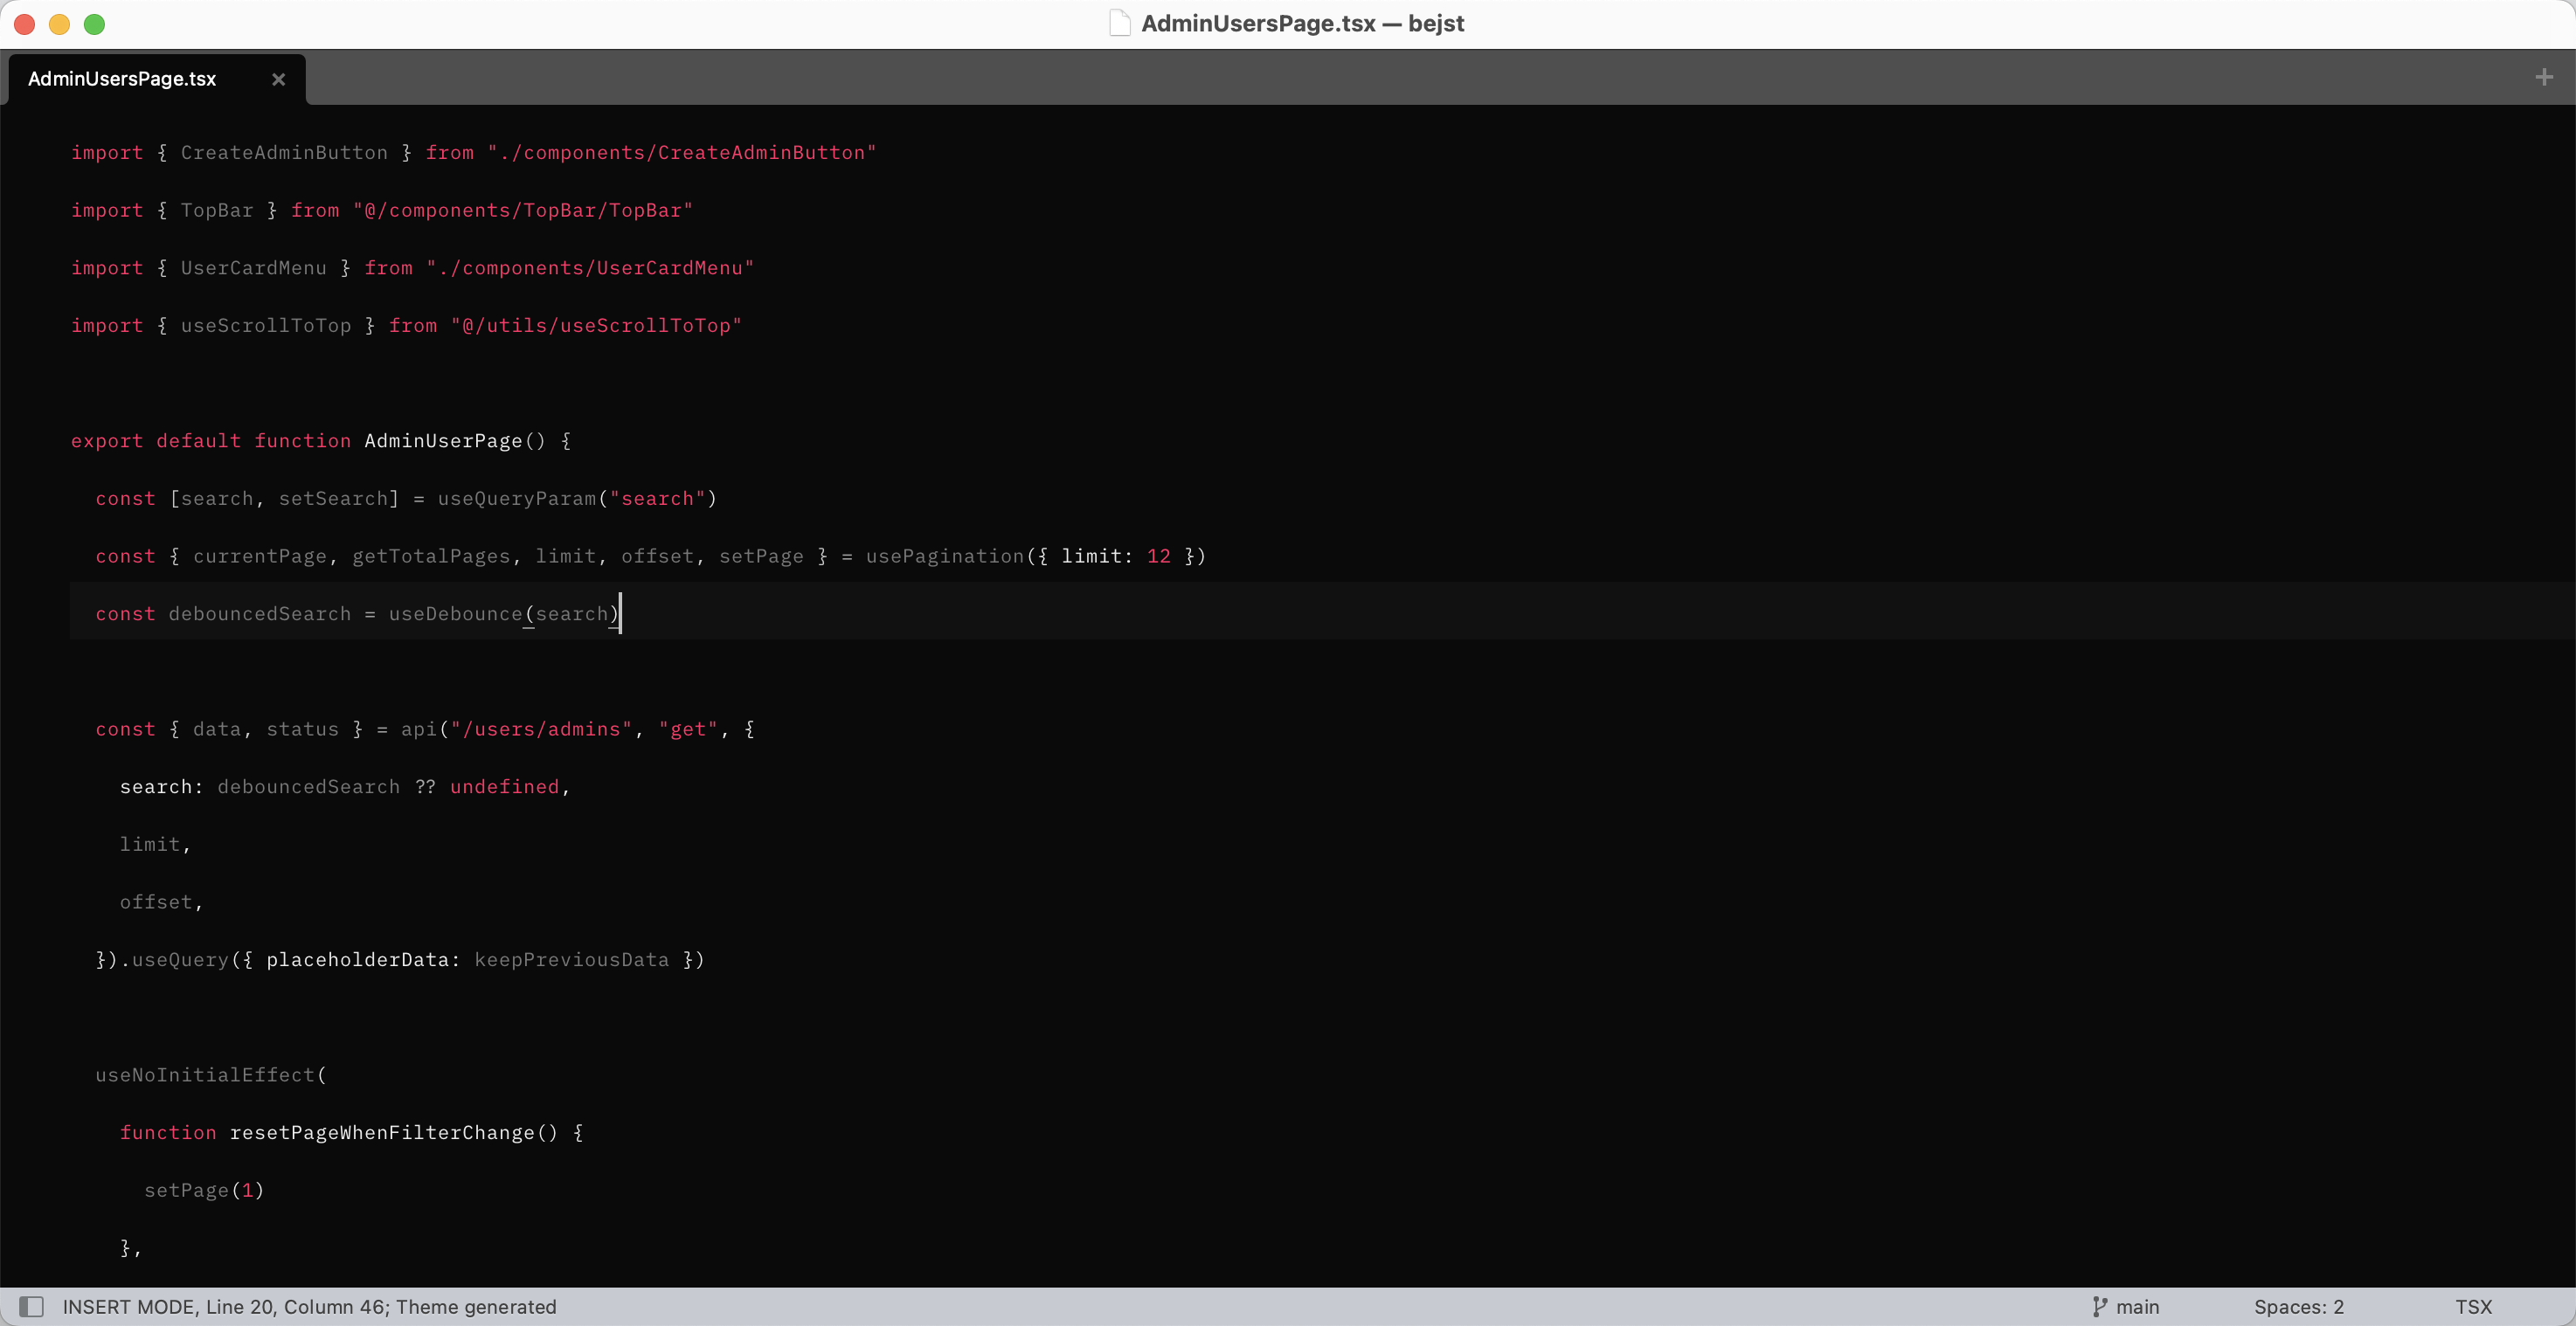 AdminUsersPage.tsx — bejst
AdminUsersPage.tsx
import { CreateAdminButton } from "./components/CreateAdminButton"
import { TopBar } from "@/components/TopBar/TopBar"
import { UserCardMenu } from "./components/UserCardMenu"
import { useScrollToTop } from "@/utils/useScrollToTop"
export default function AdminUserPage() {
const [search, setSearch] = useQueryParam("search")
const { currentPage, getTotalPages, limit, offset, setPage } = usePagination({ limit: 12 })
const debouncedSearch = useDebounce(search)
const { data, status } = api("/users/admins", "get", {
search: debouncedSearch ?? undefined,
limit,
offset,
}).useQuery({ placeholderData: keepPreviousData })
useNoInitialEffect(
function resetPageWhenFilterChange() {
setPage(1)
},
INSERT MODE, Line 20, Column 46; Theme generated
main
Spaces: 2
TSX